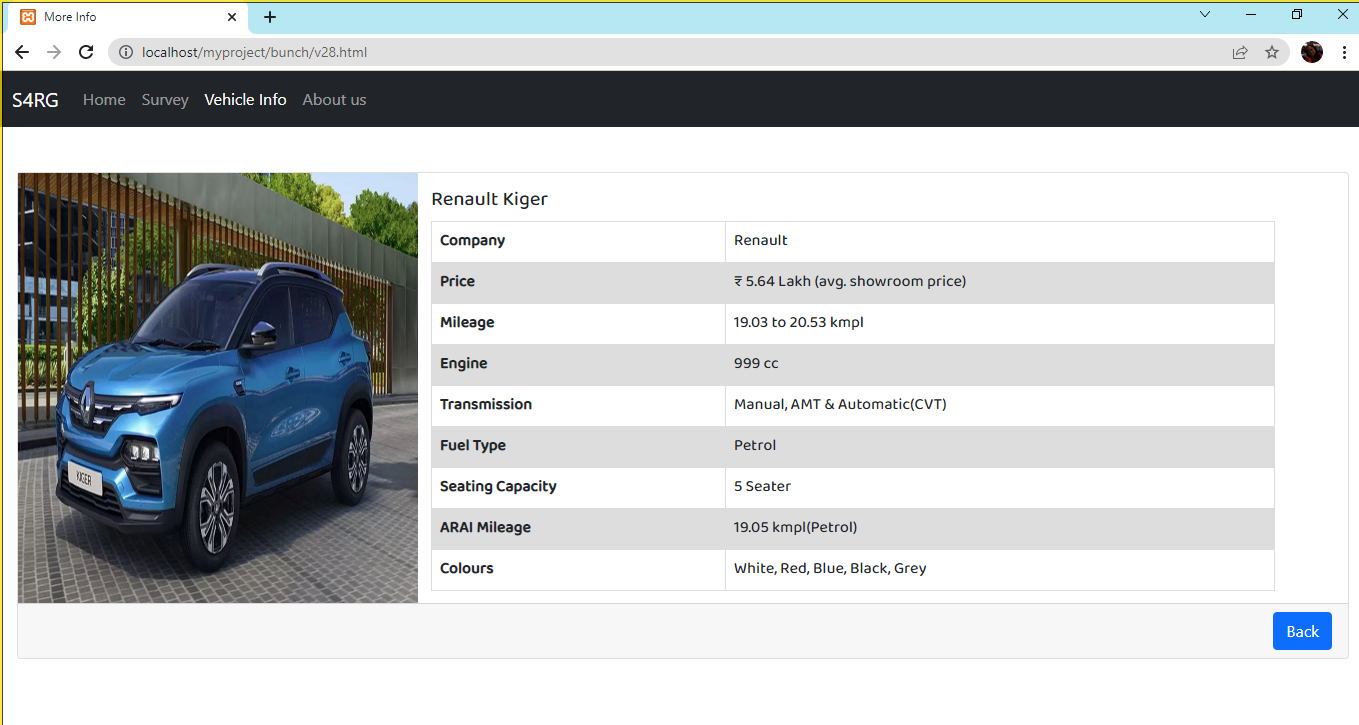 More Info
localhost/myproject/bunch/v28.html
S4RG Home Survey Vehicle Info About us
Renault Kiger
Company Renault
Price ₹ 5.64 Lakh (avg. showroom price)
Mileage 19.03 to 20.53 kmpl
Engine 999 cc
Transmission Manual, AMT & Automatic(CVT)
Fuel Type Petrol
Seating Capacity 5 Seater
ARAI Mileage 19.05 kmpl(Petrol)
Colours White, Red, Blue, Black, Grey
KIGER
Back